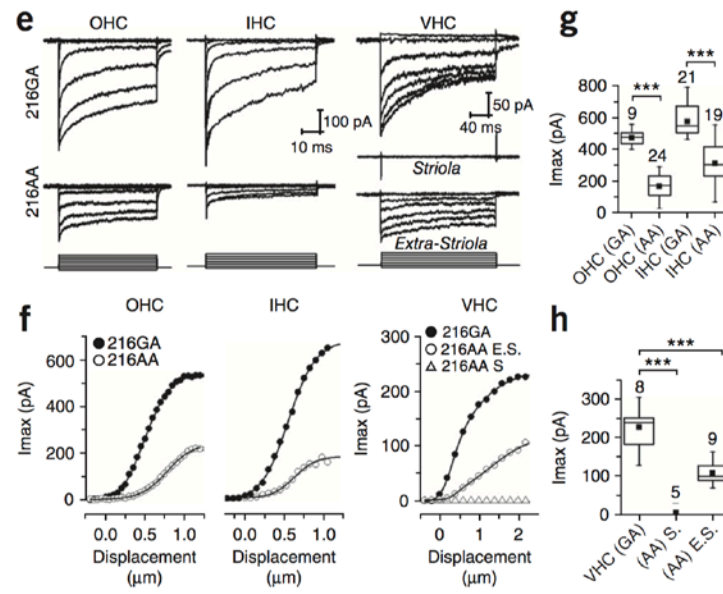 e
OHC
IHC
VHC
216GA
100 pA
10 ms
50 pA
40 ms
Striola
216AA
Extra-Striola
g
***
***
9
24
21
19
Imax (pA)
800
600
400
200
0
OHC (GA)
OHC (AA)
IHC (GA)
IHC (AA)
f
OHC
IHC
VHC
216GA
216AA
216GA
216AA E.S.
216AA S
Imax (pA)
600
400
200
0
300
200
100
0
0.0 0.5 1.0
0.0 0.5 1.0
0 1 2
Displacement
(µm)
Displacement
(µm)
Displacement
(µm)
h
***
***
8
5
9
Imax (pA)
300
200
100
0
VHC (GA)
(AA) S.
(AA) E.S.